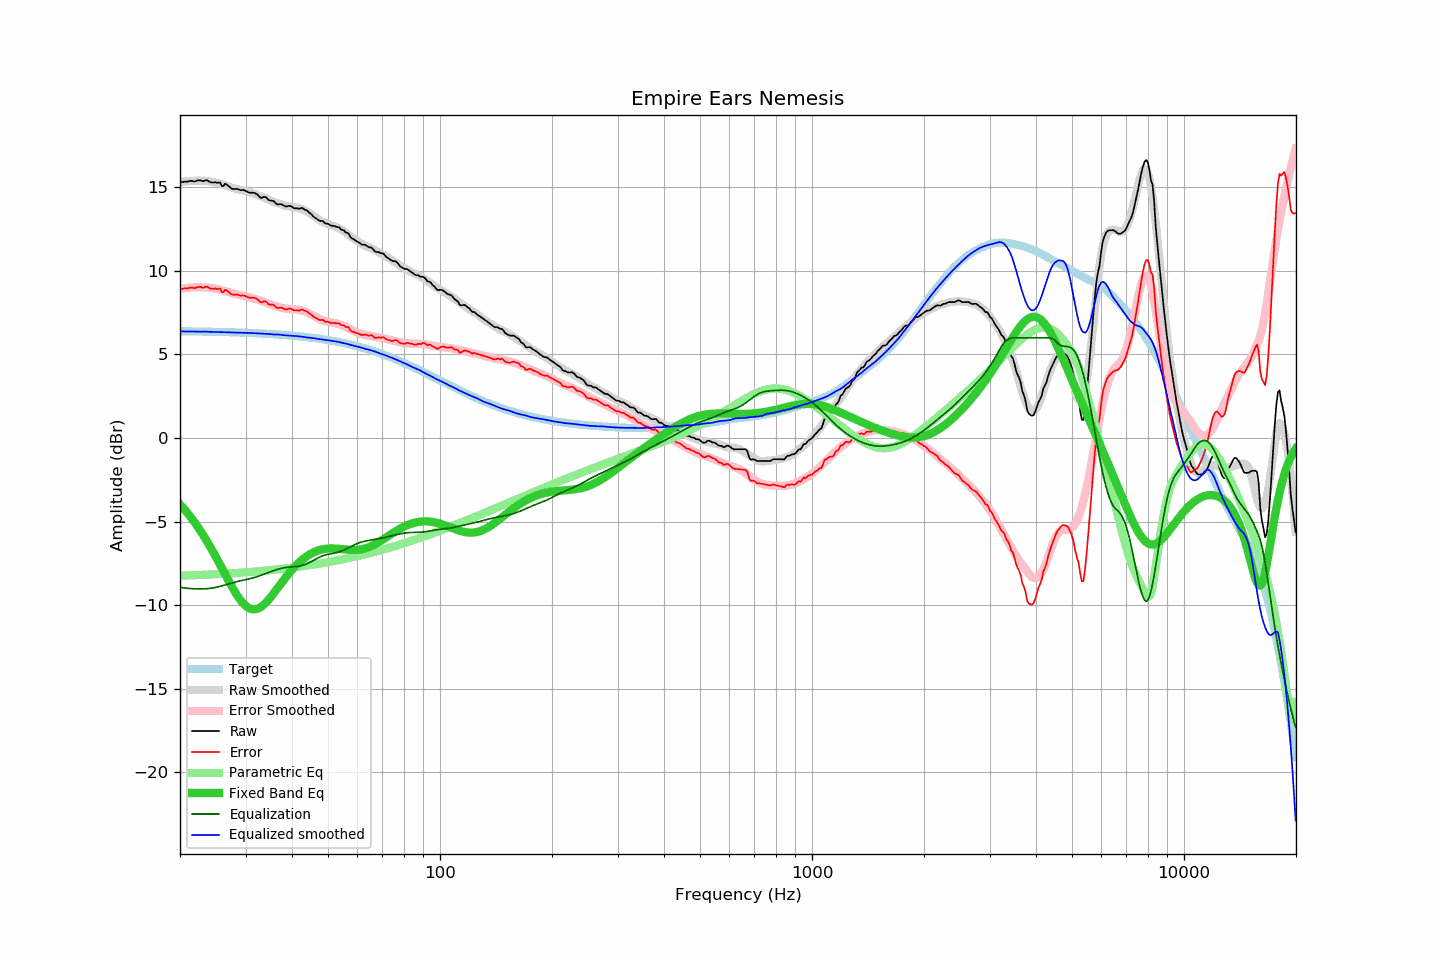 Empire Ears Nemesis
15
10
5
0
−5
−10
−15
−20
Amplitude (dBr)
Target
Raw Smoothed
Error Smoothed
Raw
Error
Parametric Eq
Fixed Band Eq
Equalization
Equalized smoothed
100
1000
10000
Frequency (Hz)